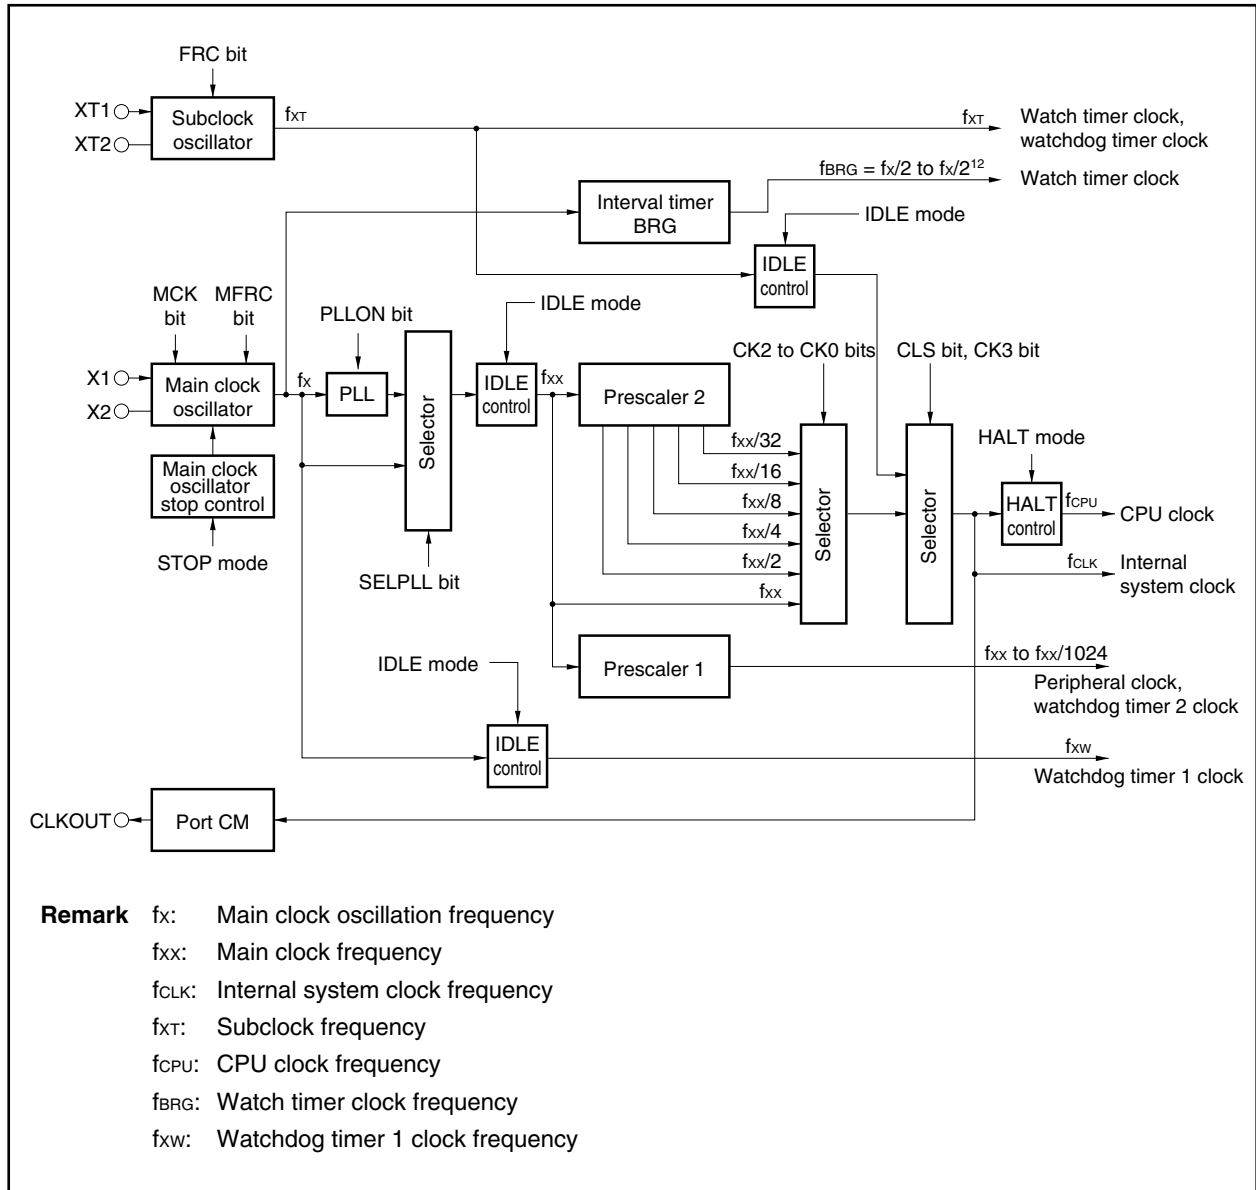 FRC bit
XT1
XT2
Subclock
oscillator
fXT
fXT
Watch timer clock,
watchdog timer clock
fBRG = fX/2 to fX/2¹²
Watch timer clock
Interval timer
BRG
IDLE mode
IDLE
control
MCK
bit
MFRC
bit
PLLON bit
IDLE mode
CK2 to CK0 bits
CLS bit, CK3 bit
X1
X2
Main clock
oscillator
fX
PLL
Selector
IDLE
control
fXX
Prescaler 2
HALT mode
Main clock
oscillator
stop control
STOP mode
SELPLL bit
fXX/32
fXX/16
fXX/8
fXX/4
fXX/2
fXX
Selector
Selector
HALT
control
fCPU
CPU clock
fCLK
Internal
system clock
IDLE mode
Prescaler 1
fXX to fXX/1024
Peripheral clock,
watchdog timer 2 clock
IDLE
control
fXW
Watchdog timer 1 clock
CLKOUT
Port CM
Remark fX: Main clock oscillation frequency
fXX: Main clock frequency
fCLK: Internal system clock frequency
fXT: Subclock frequency
fCPU: CPU clock frequency
fBRG: Watch timer clock frequency
fXW: Watchdog timer 1 clock frequency